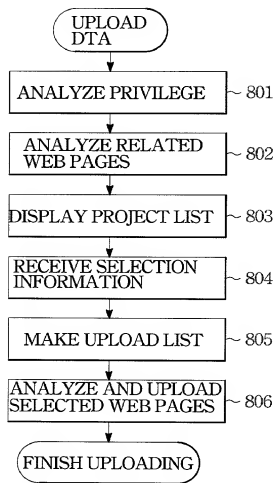 UPLOAD
DTA
ANALYZE PRIVILEGE
801
ANALYZE RELATED
WEB PAGES
802
DISPLAY PROJECT LIST
803
RECEIVE SELECTION
INFORMATION
804
MAKE UPLOAD LIST
805
ANALYZE AND UPLOAD
SELECTED WEB PAGES
806
FINISH UPLOADING